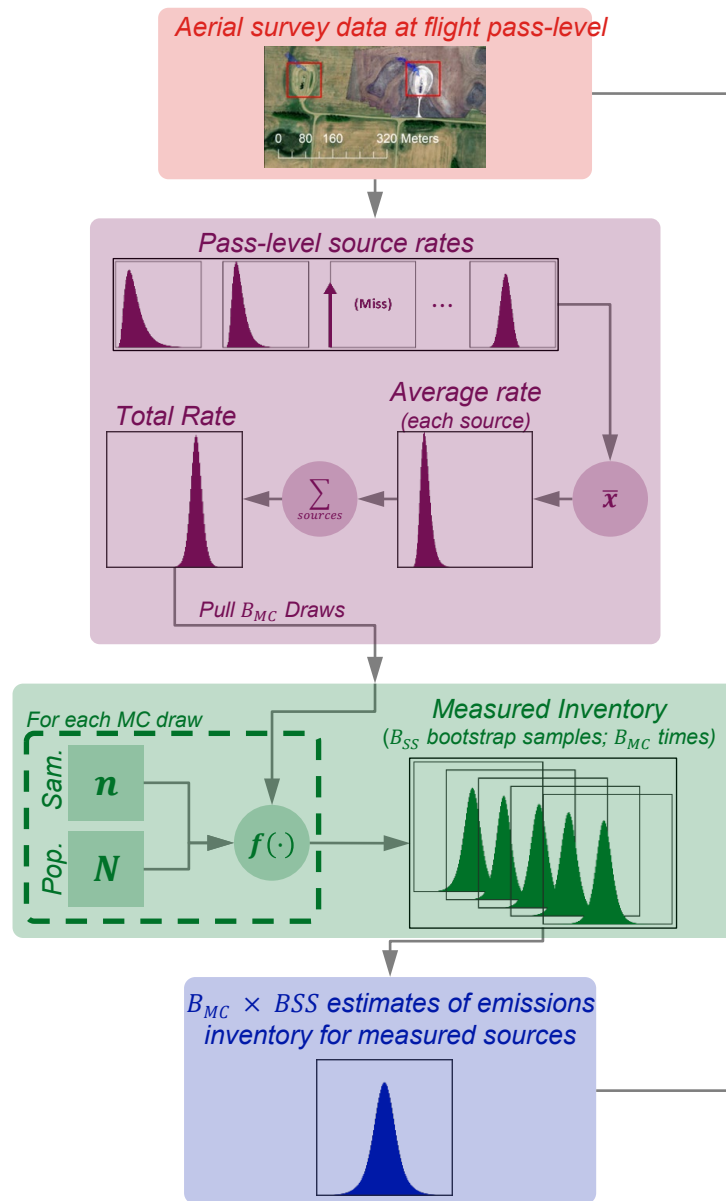 Aerial survey data at flight pass-level
0 80 160 320 Meters
Pass-level source rates
(Miss)
...
Average rate
(each source)
Total Rate
∑
sources
x̄
Pull B_MC Draws
For each MC draw
Measured Inventory
(B_SS bootstrap samples; B_MC times)
Sam.
n
Pop.
N
f(·)
B_MC × BSS estimates of emissions
inventory for measured sources